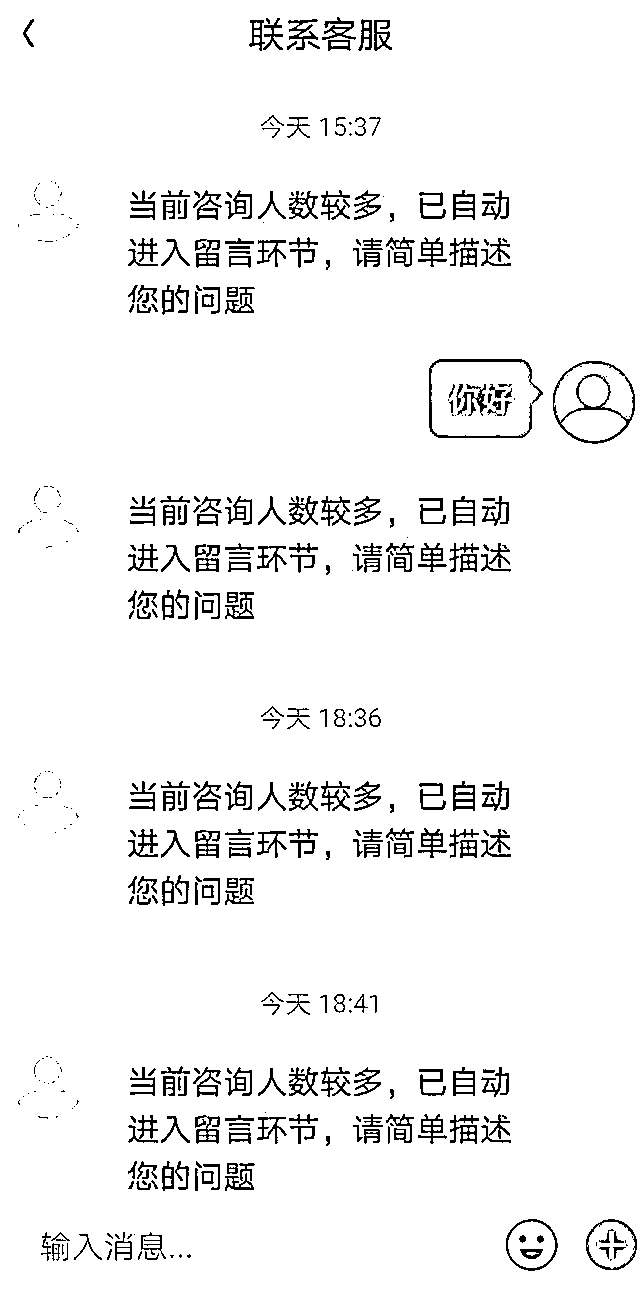 联系客服
今天 15:37
当前咨询人数较多，已自动
进入留言环节，请简单描述
您的问题
你好
当前咨询人数较多，已自动
进入留言环节，请简单描述
您的问题
今天 18:36
当前咨询人数较多，已自动
进入留言环节，请简单描述
您的问题
今天 18:41
当前咨询人数较多，已自动
进入留言环节，请简单描述
您的问题
输入消息...